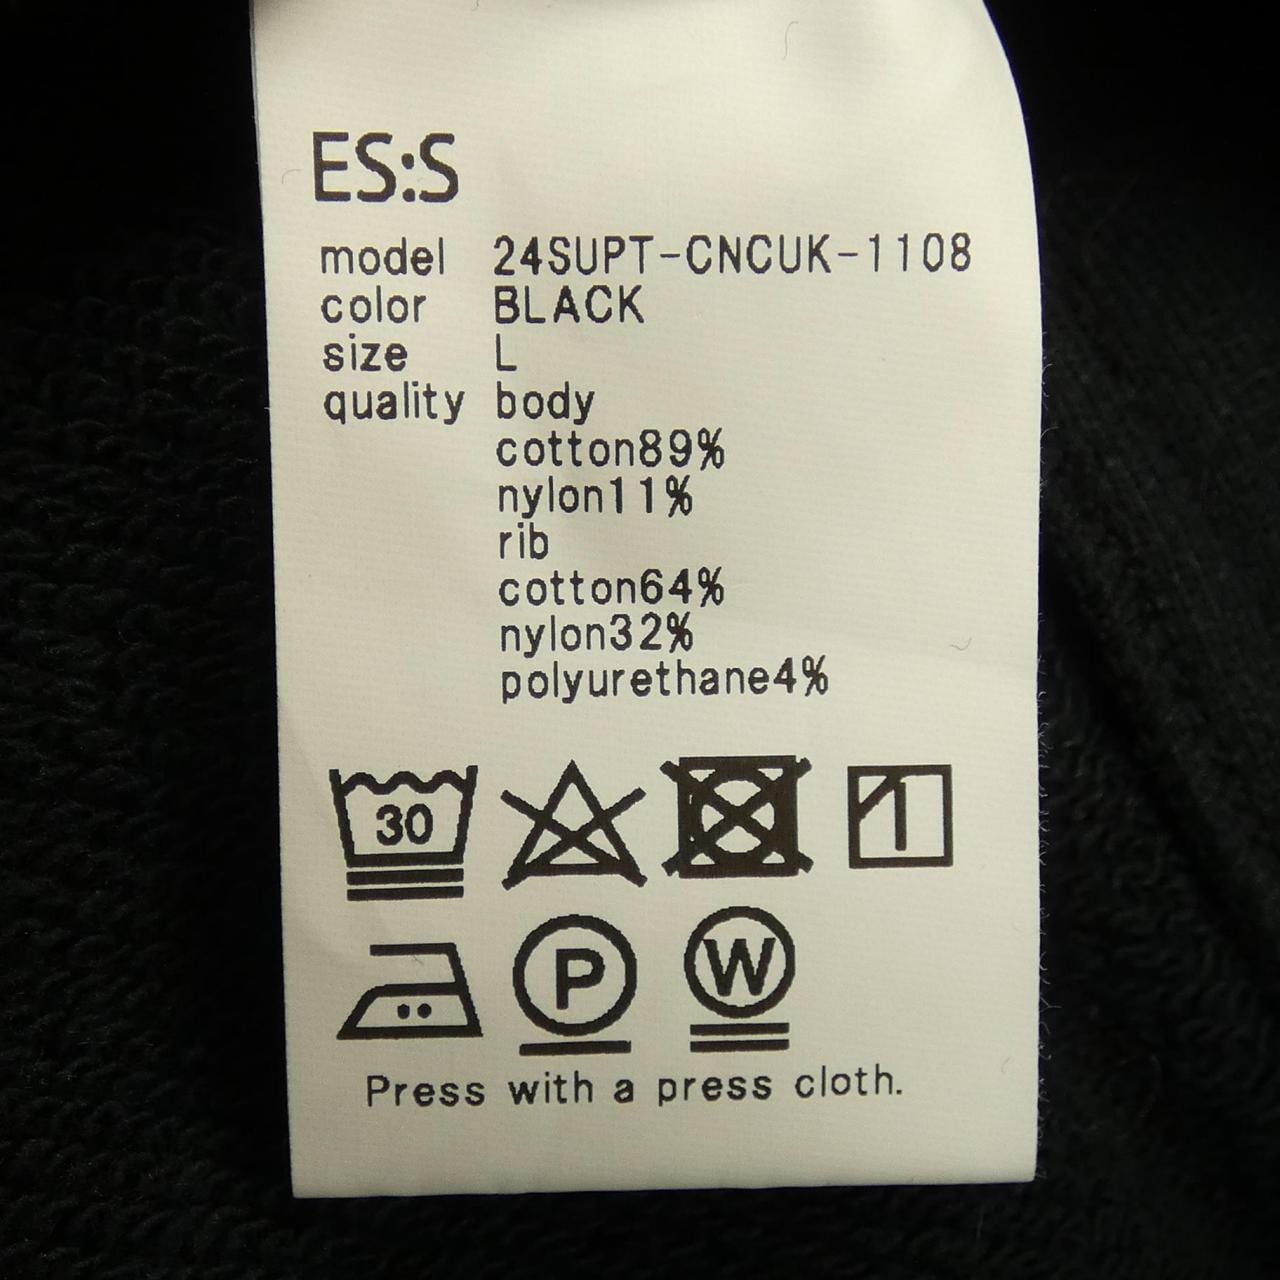 ES:S
model 24SUPT-CNCUK-1108
color BLACK
size L
quality body
cotton89%
nylon11%
rib
cotton64%
nylon32%
polyurethane4%
30
P
W
Press with a press cloth.